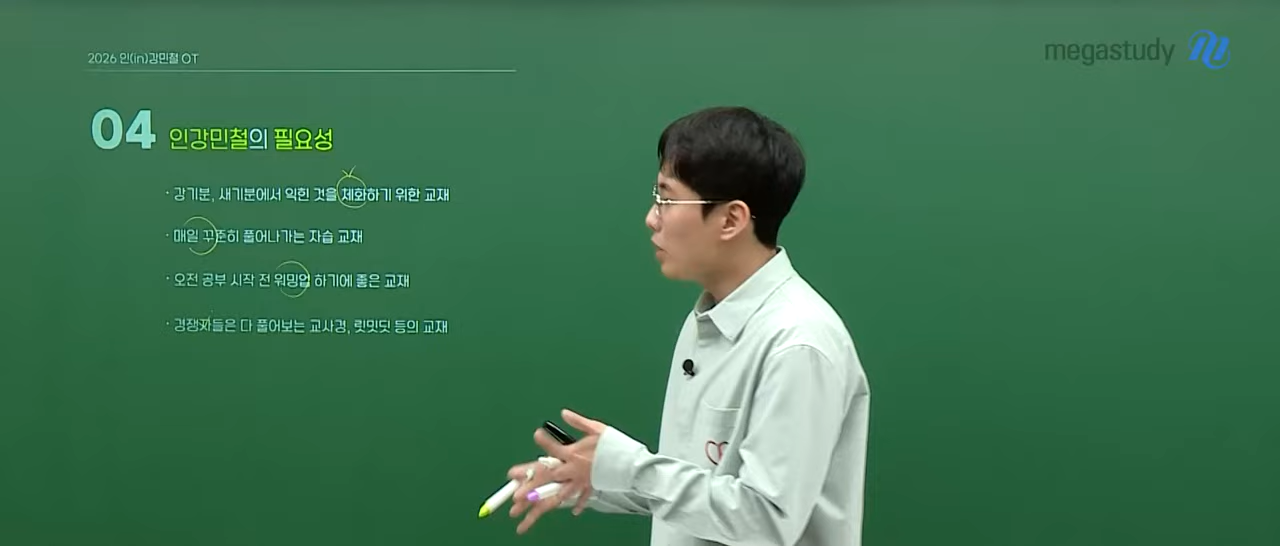 2026 인(in)강민철 OT
megastudy
04 인강민철의 필요성
· 강기분, 새기분에서 익힌 것을 체화하기 위한 교재
· 매일 꾸준히 풀어나가는 자습 교재
· 오전 공부 시작 전 워밍업 하기에 좋은 교재
· 경쟁자들은 다 풀어보는 교사경, 릿밋딧 등의 교재